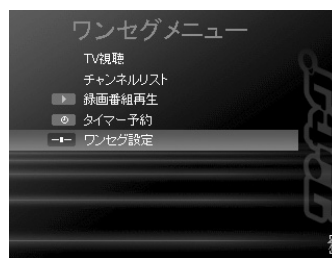 ワンセグメニュー
TV視聴
チャンネルリスト
録画番組再生
タイマー予約
ワンセグ設定